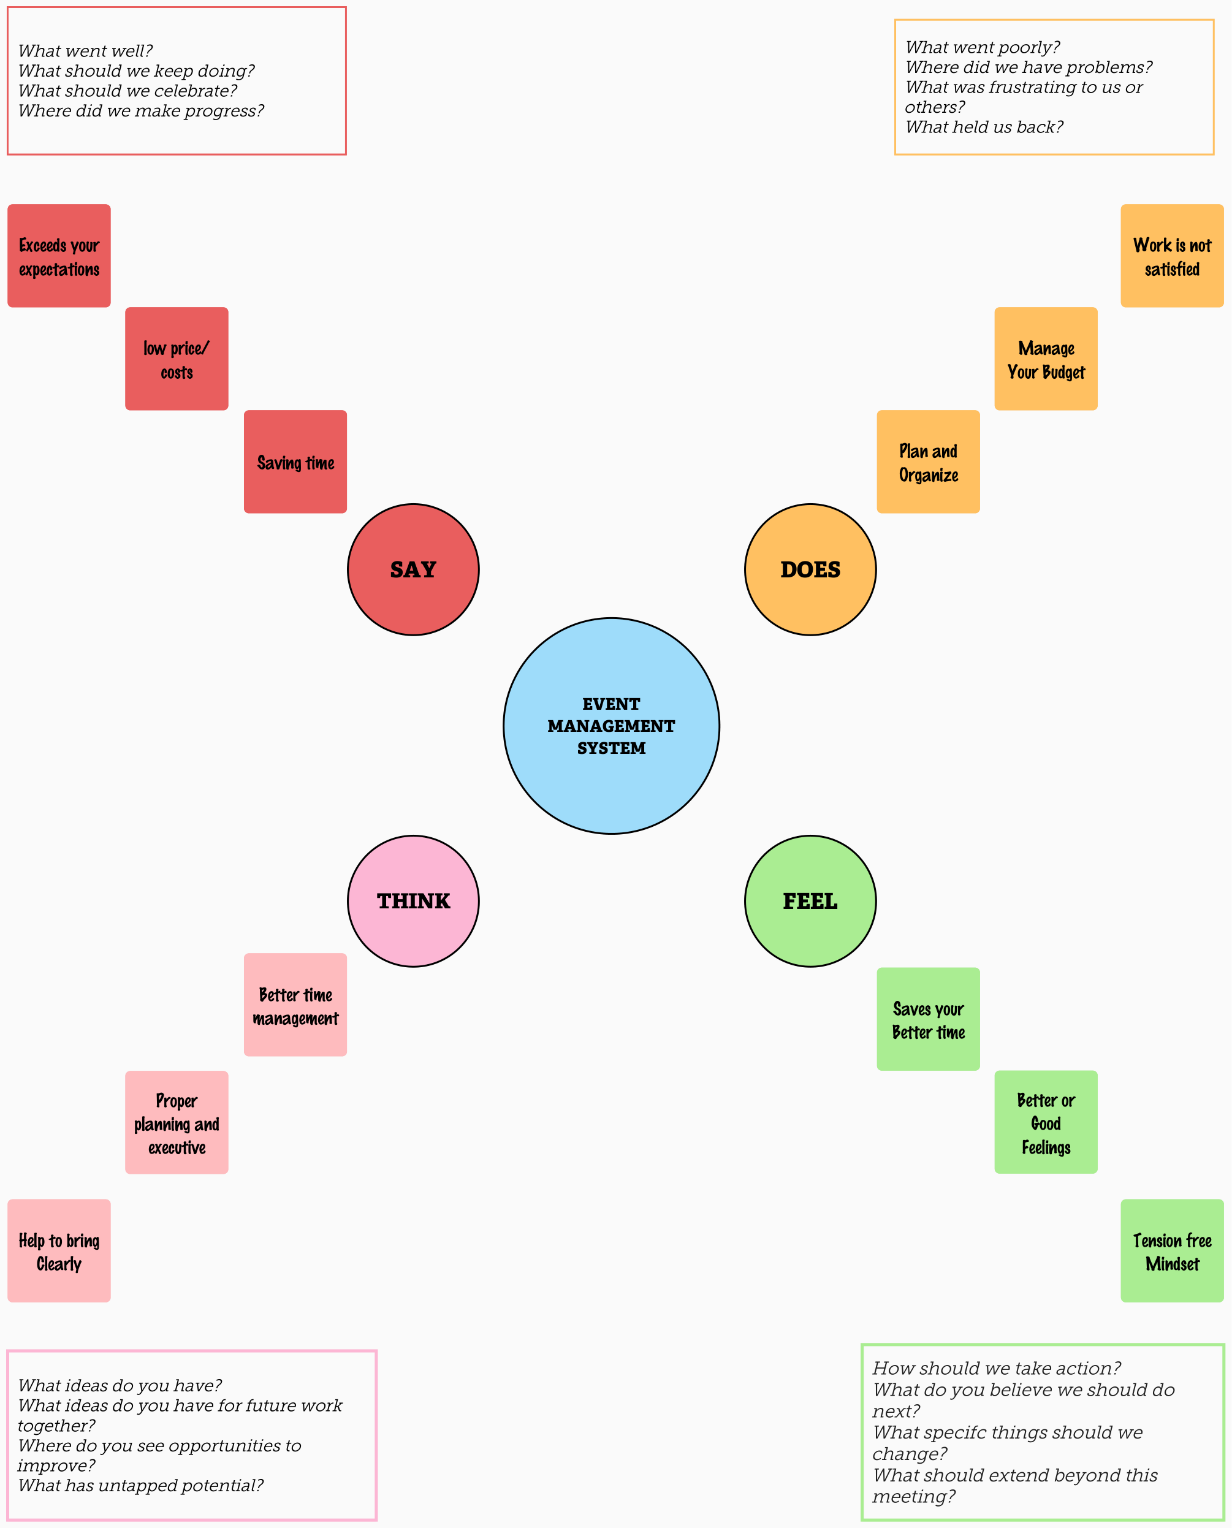 What went well?
What should we keep doing?
What should we celebrate?
Where did we make progress?
What went poorly?
Where did we have problems?
What was frustrating to us or
others?
What held us back?
Exceeds your
expectations
low price/
costs
Saving time
SAY
Work is not
satisfied
Manage
Your Budget
Plan and
Organize
DOES
EVENT
MANAGEMENT
SYSTEM
THINK
Better time
management
Proper
planning and
executive
Help to bring
Clearly
FEEL
Saves your
Better time
Better or
Good
Feelings
Tension free
Mindset
What ideas do you have?
What ideas do you have for future work
together?
Where do you see opportunities to
improve?
What has untapped potential?
How should we take action?
What do you believe we should do
next?
What specifc things should we
change?
What should extend beyond this
meeting?